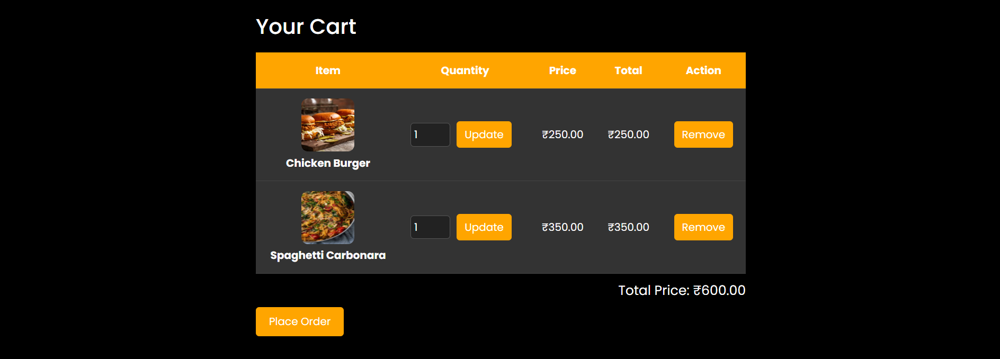 Your Cart
Item Quantity Price Total Action
1 Update ₹250.00 ₹250.00 Remove
Chicken Burger
1 Update ₹350.00 ₹350.00 Remove
Spaghetti Carbonara
Total Price: ₹600.00
Place Order